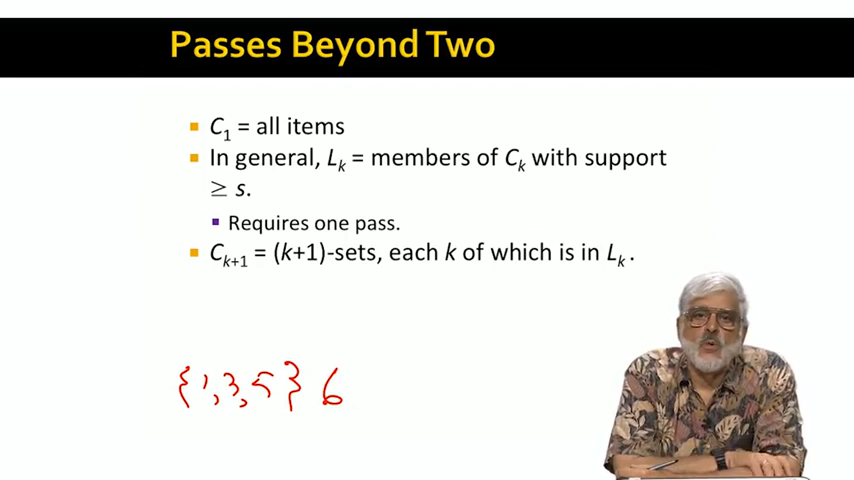 Passes Beyond Two
C1 = all items
In general, Lk = members of Ck with support
≥ s.
Requires one pass.
Ck+1 = (k+1)-sets, each k of which is in Lk.
{1,3,5} 6